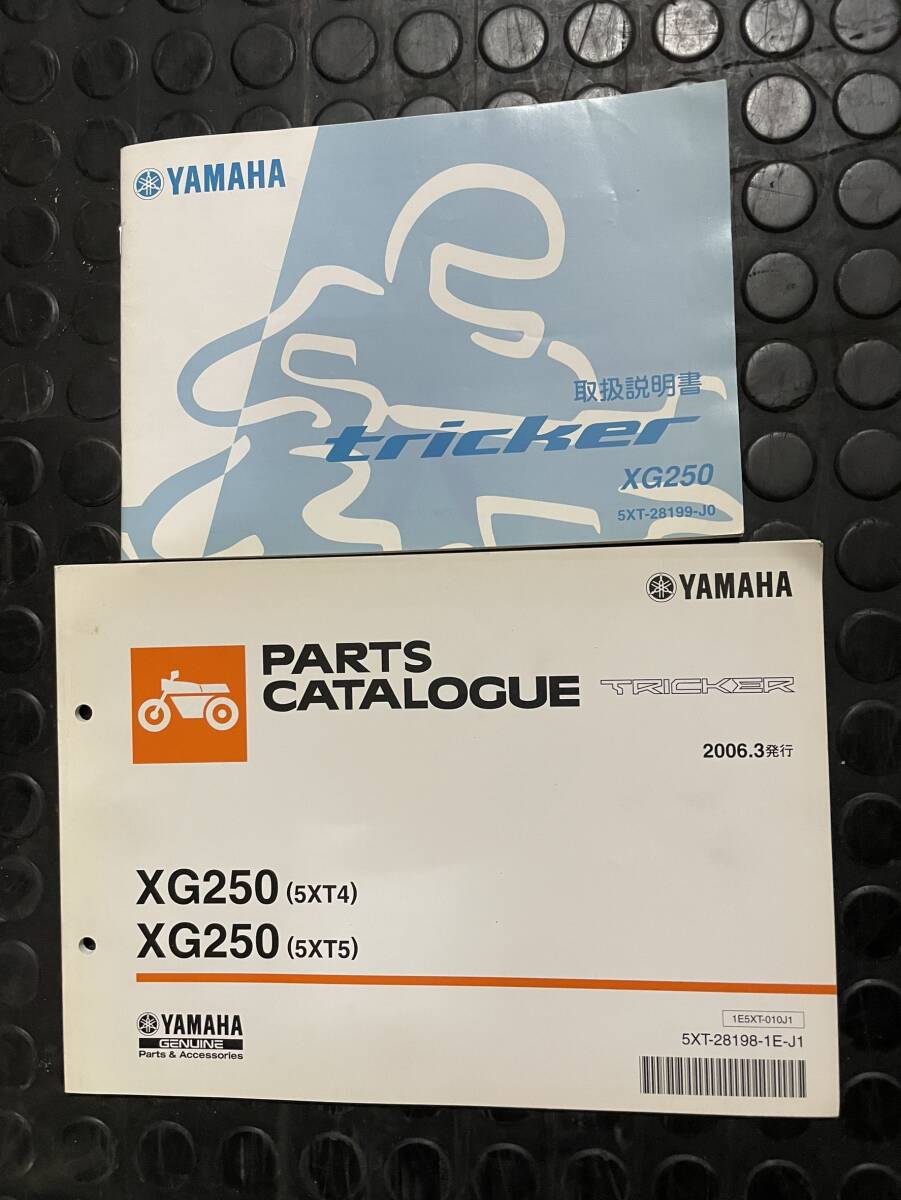 YAMAHA
取扱説明書
tricker
XG250
5XT-28199-J0
YAMAHA
PARTS
CATALOGUE
TRICKER
2006.3発行
XG250 (5XT4)
XG250 (5XT5)
YAMAHA
GENUINE
Parts & Accessories
1E5XT-010J1
5XT-28198-1E-J1